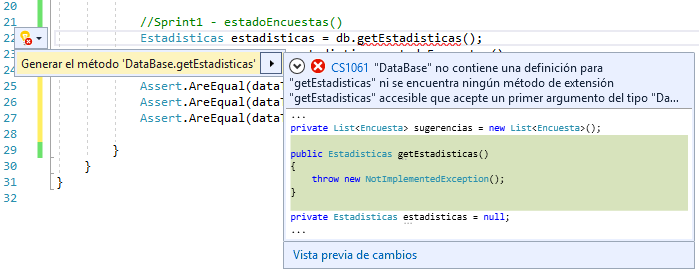 20
21 //Sprint1 - estadoEncuestas()
22 Estadisticas estadisticas = db.getEstadisticas();
Generar el método 'DataBase.getEstadisticas'
CS1061 "DataBase" no contiene una definición para
"getEstadisticas" ni se encuentra ningún método de extensión
"getEstadisticas" accesible que acepte un primer argumento del tipo "Da...
...
private List<Encuesta> sugerencias = new List<Encuesta>();
public Estadisticas getEstadisticas()
{
throw new NotImplementedException();
}
private Estadisticas estadisticas = null;
...
Vista previa de cambios
25 Assert.AreEqual(data
26 Assert.AreEqual(data
27 Assert.AreEqual(data
28
29 }
30 }
31 }
32